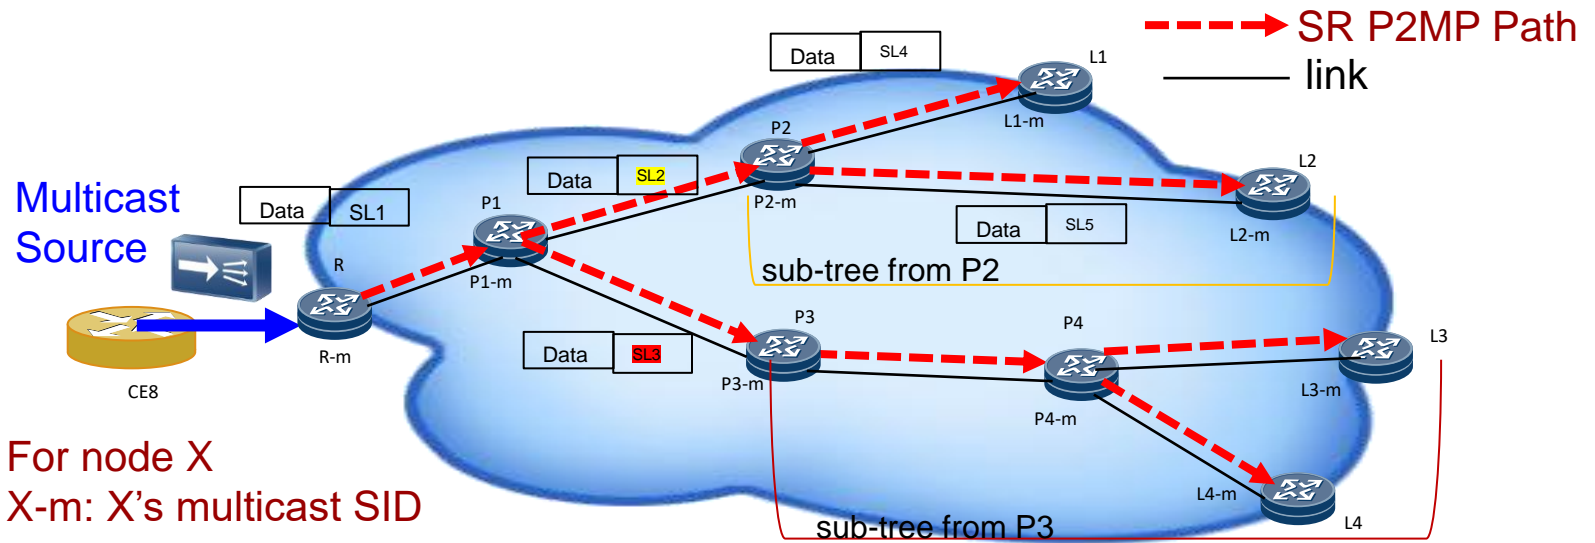 SR P2MP Path
link
Data SL4
L1
L1-m
P2
P2-m
Data SL2
L2
L2-m
Multicast
Source
Data SL1
P1
P1-m
Data SL5
sub-tree from P2
R
R-m
CE8
Data SL3
P3
P3-m
P4
P4-m
L3
L3-m
L4-m
L4
sub-tree from P3
For node X
X-m: X’s multicast SID